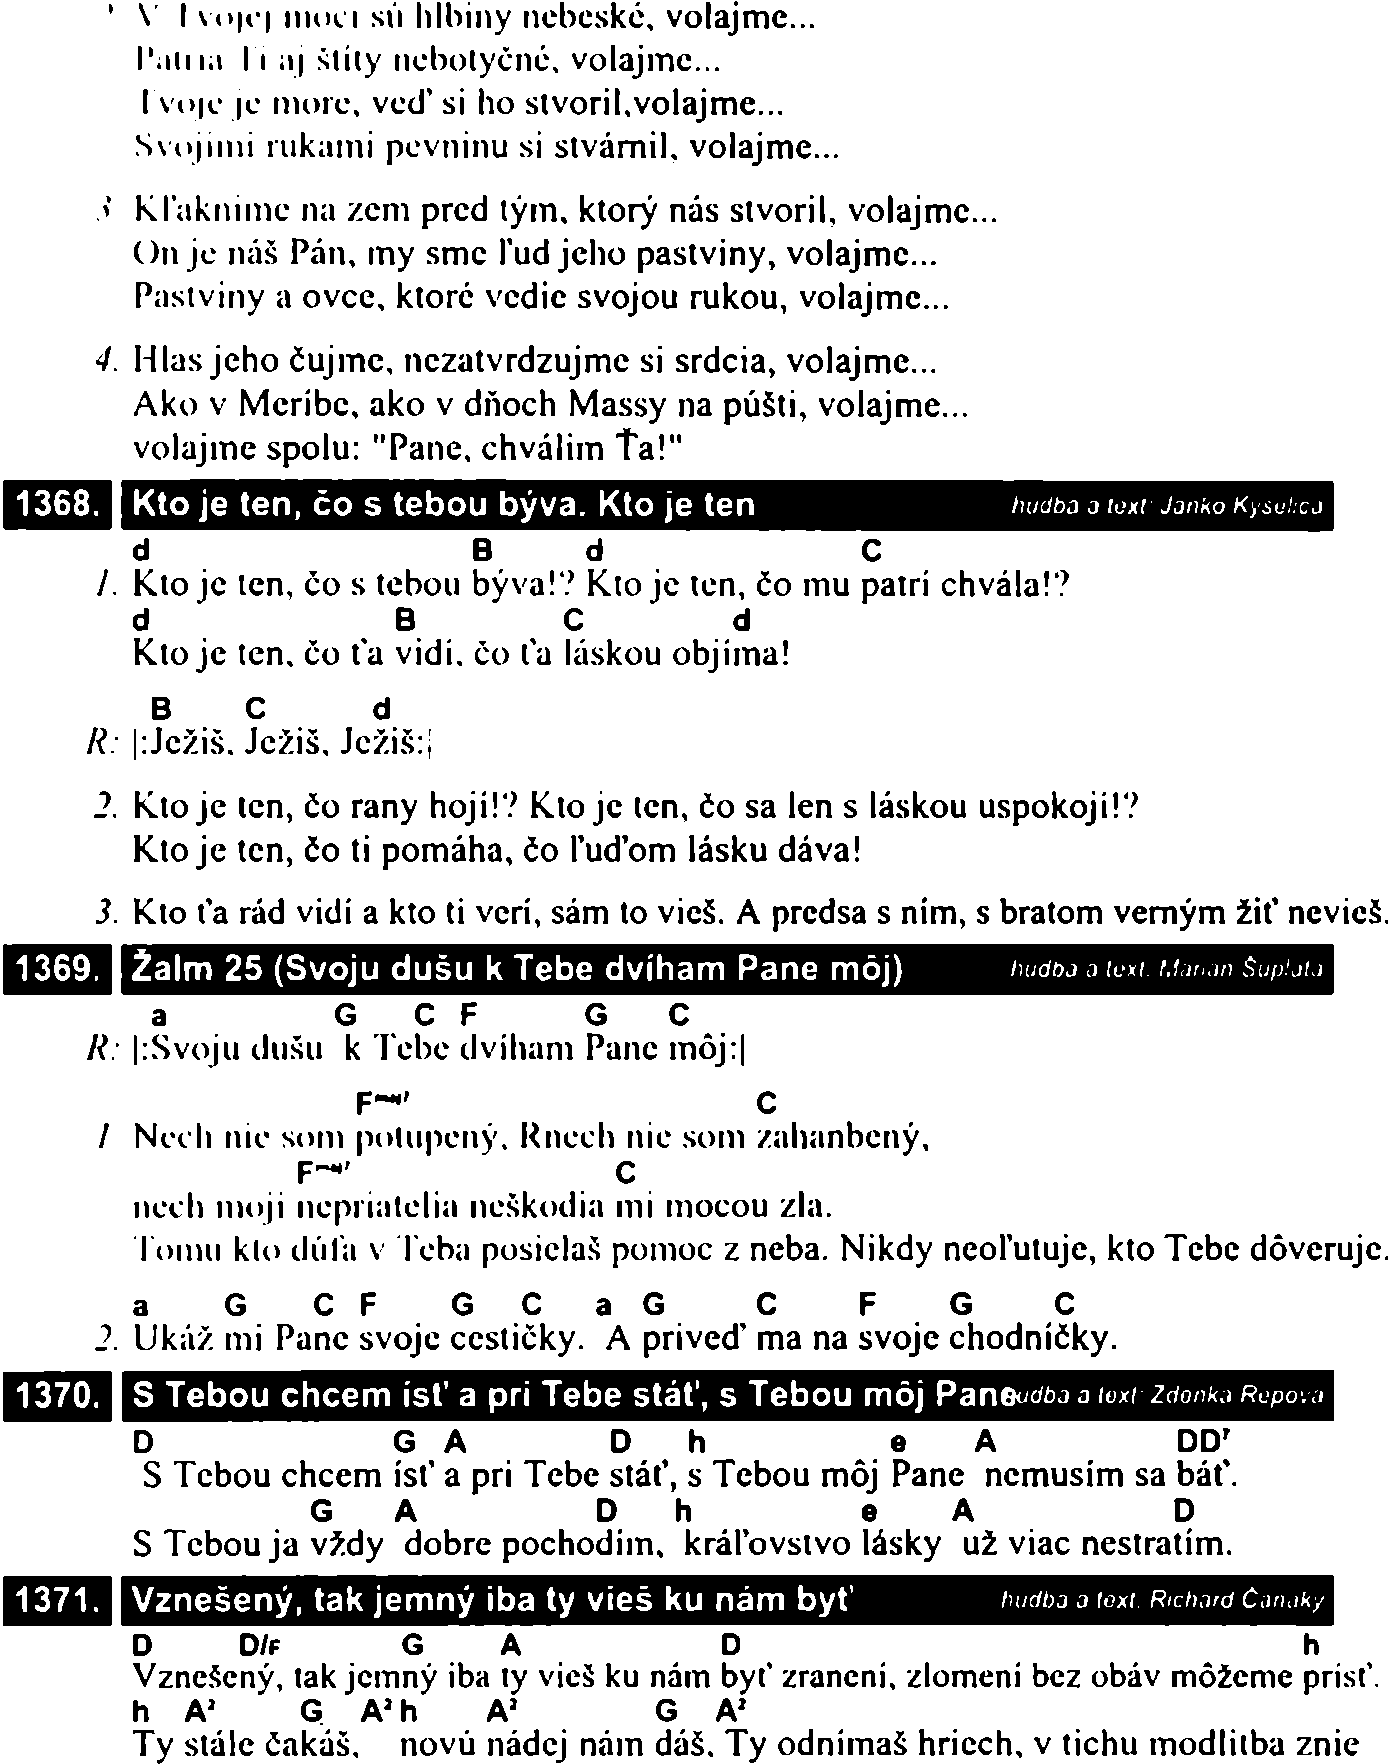 V Tvojej moci sú hlbiny nebeské, volajme...
Patria Ti aj štíty nebotyčné, volajme...
Tvoje je more, veď si ho stvoril,volajme...
Svojimi rukami pevninu si stvárnil, volajme...
3 Kľaknime na zem pred tým, ktorý nás stvoril, volajme...
On je náš Pán, my sme ľud jeho pastviny, volajme...
Pastviny a ovce, ktoré vedie svojou rukou, volajme...
4. Hlas jeho čujme, nezatvrdzujme si srdcia, volajme...
Ako v Meribe, ako v dňoch Massy na púšti, volajme...
volajme spolu: "Pane, chválim Ťa!"
1368. Kto je ten, čo s tebou býva. Kto je ten hudba a text: Janko Kyselica
d B d C
1. Kto je ten, čo s tebou býva!? Kto je ten, čo mu patrí chvála!?
d B C d
Kto je ten, čo ťa vidí, čo ťa láskou objíma!
B C d
R: |:Ježiš, Ježiš, Ježiš:|
2. Kto je ten, čo rany hojí!? Kto je ten, čo sa len s láskou uspokojí!?
Kto je ten, čo ti pomáha, čo ľuďom lásku dáva!
3. Kto ťa rád vidí a kto ti verí, sám to vieš. A predsa s ním, s bratom verným žiť nevieš.
1369. Žalm 25 (Svoju dušu k Tebe dvíham Pane môj) hudba a text. Marian Šuplata
a G C F G C
R: |:Svoju dušu k Tebe dvíham Pane môj:|
F C
1 Nech nie som potupený, Rnech nie som zahanbený,
F C
nech moji nepriatelia neškodia mi mocou zla.
Tomu kto dúfa v Teba posielaš pomoc z neba. Nikdy neoľutuje, kto Tebe dôveruje.
a G C F G C a G C F G C
2. Ukáž mi Pane svoje cestičky. A priveď ma na svoje chodníčky.
1370. S Tebou chcem ísť a pri Tebe stáť, s Tebou môj Pane hudba a text: Zdenka Repová
D G A D h e A DD⁷
S Tebou chcem ísť a pri Tebe stáť, s Tebou môj Pane nemusím sa báť.
G A D h e A D
S Tebou ja vždy dobre pochodím, kráľovstvo lásky už viac nestratím.
1371. Vznešený, tak jemný iba ty vieš ku nám byť hudba a text. Richard Čanaky
D D/F G A D h
Vznešený, tak jemný iba ty vieš ku nám byť zranení, zlomení bez obáv môžeme prísť.
h A² G A² h A² G A²
Ty stále čakáš, novú nádej nám dáš, Ty odnímaš hriech, v tichu modlitba znie